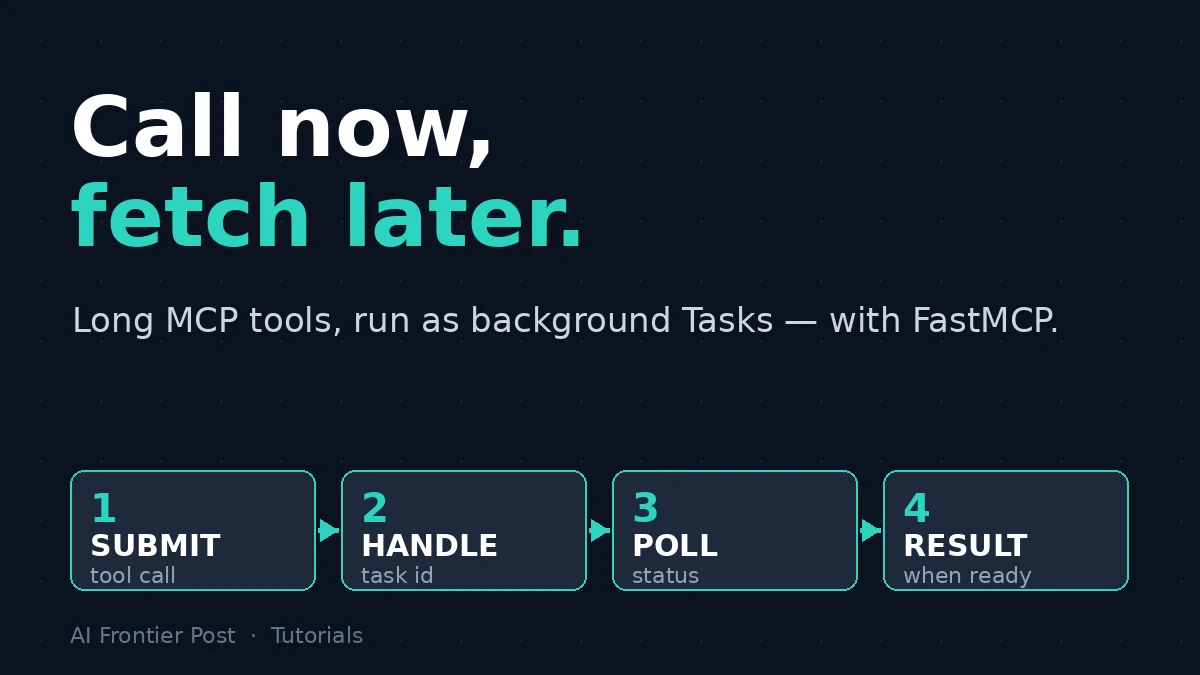 Call now,
fetch later.
Long MCP tools, run as background Tasks — with FastMCP.
1
SUBMIT
tool call
2
HANDLE
task id
3
POLL
status
4
RESULT
when ready
AI Frontier Post · Tutorials